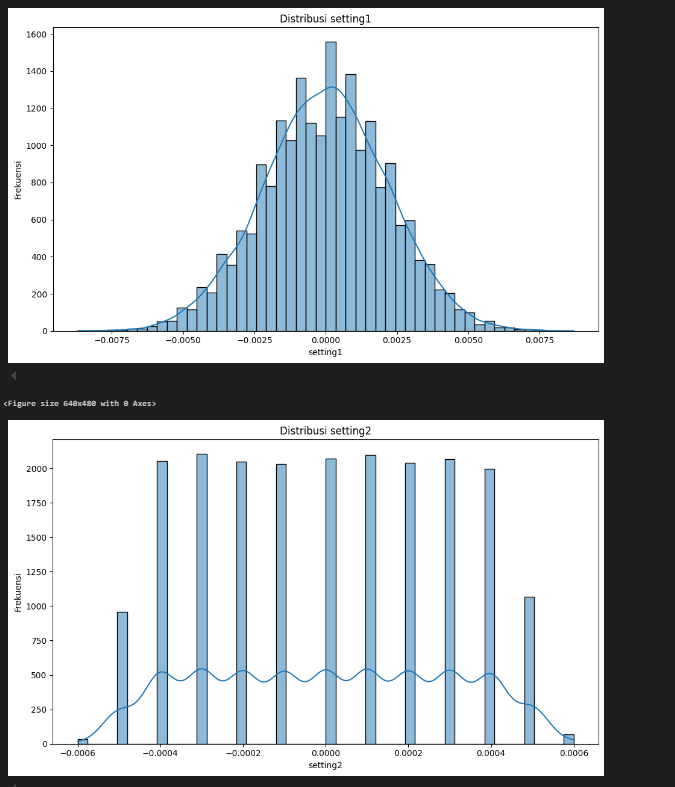 Distribusi setting1
1600
1400
1200
1000
800
600
400
200
0
Frekuensi
−0.0075 −0.0050 −0.0025 0.0000 0.0025 0.0050 0.0075
setting1
<Figure size 640x480 with 0 Axes>
Distribusi setting2
2000
1750
1500
1250
1000
750
500
250
0
Frekuensi
−0.0006 −0.0004 −0.0002 0.0000 0.0002 0.0004 0.0006
setting2